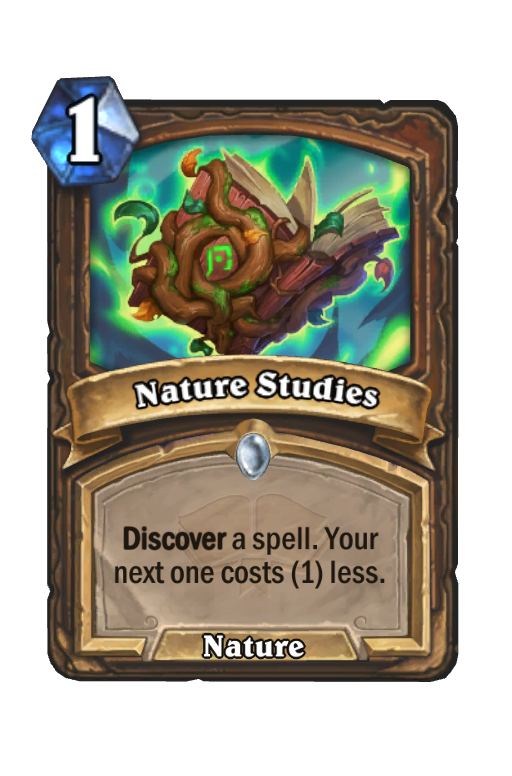 1
Nature Studies
Discover a spell. Your
next one costs (1) less.
Nature